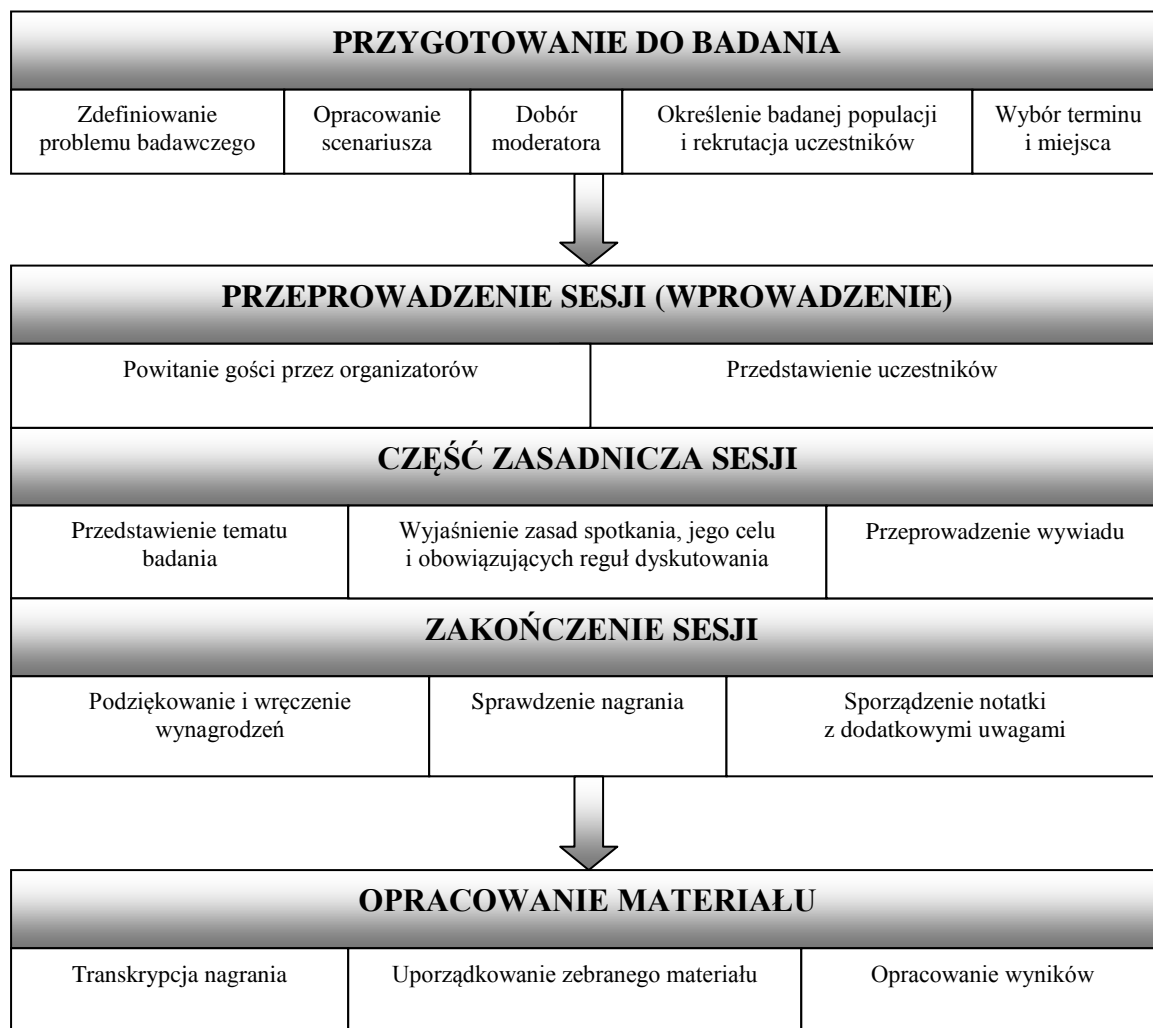 PRZYGOTOWANIE DO BADANIA
Zdefiniowanie
problemu badawczego
Opracowanie
scenariusza
Dobór
moderatora
Określenie badanej populacji
i rekrutacja uczestników
Wybór terminu
i miejsca
PRZEPROWADZENIE SESJI (WPROWADZENIE)
Powitanie gości przez organizatorów
Przedstawienie uczestników
CZĘŚĆ ZASADNICZA SESJI
Przedstawienie tematu
badania
Wyjaśnienie zasad spotkania, jego celu
i obowiązujących reguł dyskutowania
Przeprowadzenie wywiadu
ZAKOŃCZENIE SESJI
Podziękowanie i wręczenie
wynagrodzeń
Sprawdzenie nagrania
Sporządzenie notatki
z dodatkowymi uwagami
OPRACOWANIE MATERIAŁU
Transkrypcja nagrania
Uporządkowanie zebranego materiału
Opracowanie wyników